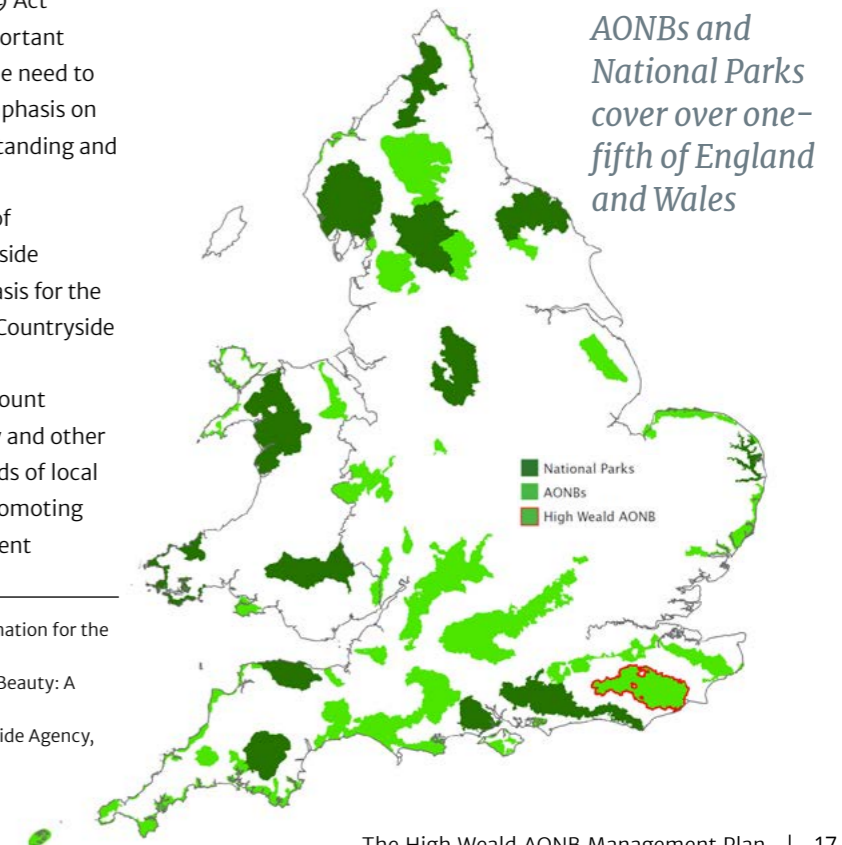 Act
portant
e need to
phasis on
tanding and
of
side
asis for the
Countryside
ount
y and other
ds of local
omoting
ent
nation for the
Beauty: A
ide Agency,
AONBs and
National Parks
cover over one-
fifth of England
and Wales
National Parks
AONBs
High Weald AONB
The High Weald AONB Management Plan | 17